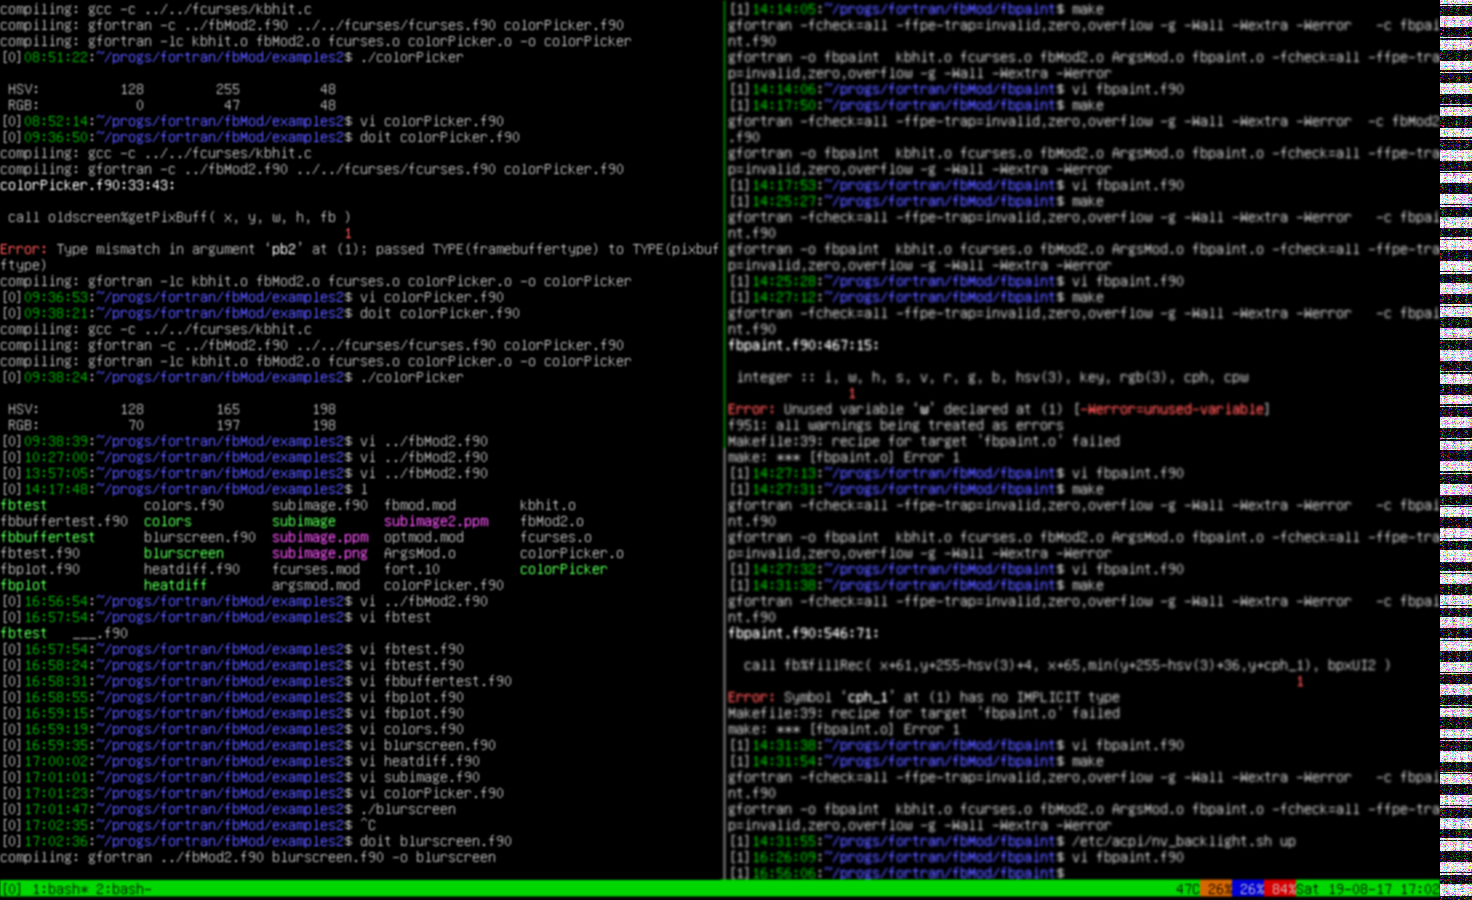 compiling: gcc -c ../../fcurses/kbhit.c
compiling: gfortran -c ../fbMod2.f90 ../../fcurses/fcurses.f90 colorPicker.f90
compiling: gfortran -lc kbhit.o fbMod2.o fcurses.o colorPicker.o -o colorPicker
[0]08:51:22:~/progs/fortran/fbMod/examples2$ ./colorPicker
HSV: 128 255 48
RGB: 0 47 48
[0]08:52:14:~/progs/fortran/fbMod/examples2$ vi colorPicker.f90
[0]09:36:50:~/progs/fortran/fbMod/examples2$ doit colorPicker.f90
compiling: gcc -c ../../fcurses/kbhit.c
compiling: gfortran -c ../fbMod2.f90 ../../fcurses/fcurses.f90 colorPicker.f90
colorPicker.f90:33:43:
call oldscreen%getPixBuff( x, y, w, h, fb )
1
Error: Type mismatch in argument 'pb2' at (1); passed TYPE(framebuffertype) to TYPE(pixbuf
ftype)
compiling: gfortran -lc kbhit.o fbMod2.o fcurses.o colorPicker.o -o colorPicker
[0]09:36:53:~/progs/fortran/fbMod/examples2$ vi colorPicker.f90
[0]09:38:21:~/progs/fortran/fbMod/examples2$ doit colorPicker.f90
compiling: gcc -c ../../fcurses/kbhit.c
compiling: gfortran -c ../fbMod2.f90 ../../fcurses/fcurses.f90 colorPicker.f90
compiling: gfortran -lc kbhit.o fbMod2.o fcurses.o colorPicker.o -o colorPicker
[0]09:38:24:~/progs/fortran/fbMod/examples2$ ./colorPicker
HSV: 128 165 198
RGB: 70 197 198
[0]09:38:39:~/progs/fortran/fbMod/examples2$ vi ../fbMod2.f90
[0]10:27:00:~/progs/fortran/fbMod/examples2$ vi ../fbMod2.f90
[0]13:57:05:~/progs/fortran/fbMod/examples2$ vi ../fbMod2.f90
[0]14:17:48:~/progs/fortran/fbMod/examples2$ l
fbtest colors.f90 subimage.f90 fbmod.mod kbhit.o
fbbuffertest.f90 colors subimage subimage2.ppm fbMod2.o
fbbuffertest blurscreen.f90 subimage.ppm optmod.mod fcurses.o
fbtest.f90 blurscreen subimage.png ArgsMod.o colorPicker.o
fbplot.f90 heatdiff.f90 fcurses.mod fort.10 colorPicker
fbplot heatdiff argsmod.mod colorPicker.f90
[0]16:56:54:~/progs/fortran/fbMod/examples2$ vi ../fbMod2.f90
[0]16:57:54:~/progs/fortran/fbMod/examples2$ vi fbtest
fbtest ___.f90
[0]16:57:54:~/progs/fortran/fbMod/examples2$ vi fbtest.f90
[0]16:58:24:~/progs/fortran/fbMod/examples2$ vi fbtest.f90
[0]16:58:31:~/progs/fortran/fbMod/examples2$ vi fbbuffertest.f90
[0]16:58:55:~/progs/fortran/fbMod/examples2$ vi fbplot.f90
[0]16:59:15:~/progs/fortran/fbMod/examples2$ vi fbplot.f90
[0]16:59:19:~/progs/fortran/fbMod/examples2$ vi colors.f90
[0]16:59:35:~/progs/fortran/fbMod/examples2$ vi blurscreen.f90
[0]17:00:02:~/progs/fortran/fbMod/examples2$ vi heatdiff.f90
[0]17:01:01:~/progs/fortran/fbMod/examples2$ vi subimage.f90
[0]17:01:23:~/progs/fortran/fbMod/examples2$ vi colorPicker.f90
[0]17:01:47:~/progs/fortran/fbMod/examples2$ ./blurscreen
[0]17:02:35:~/progs/fortran/fbMod/examples2$ ^C
[0]17:02:36:~/progs/fortran/fbMod/examples2$ doit blurscreen.f90
compiling: gfortran ../fbMod2.f90 blurscreen.f90 -o blurscreen
[1]14:14:05:~/progs/fortran/fbMod/fbpaint$ make
gfortran -fcheck=all -ffpe-trap=invalid,zero,overflow -g -Wall -Wextra -Werror -c fbpai
nt.f90
gfortran -o fbpaint kbhit.o fcurses.o fbMod2.o ArgsMod.o fbpaint.o -fcheck=all -ffpe-tra
p=invalid,zero,overflow -g -Wall -Wextra -Werror
[1]14:14:06:~/progs/fortran/fbMod/fbpaint$ vi fbpaint.f90
[1]14:17:50:~/progs/fortran/fbMod/fbpaint$ make
gfortran -fcheck=all -ffpe-trap=invalid,zero,overflow -g -Wall -Wextra -Werror -c fbMod2
.f90
gfortran -o fbpaint kbhit.o fcurses.o fbMod2.o ArgsMod.o fbpaint.o -fcheck=all -ffpe-tra
p=invalid,zero,overflow -g -Wall -Wextra -Werror
[1]14:17:53:~/progs/fortran/fbMod/fbpaint$ vi fbpaint.f90
[1]14:25:27:~/progs/fortran/fbMod/fbpaint$ make
gfortran -fcheck=all -ffpe-trap=invalid,zero,overflow -g -Wall -Wextra -Werror -c fbpai
nt.f90
gfortran -o fbpaint kbhit.o fcurses.o fbMod2.o ArgsMod.o fbpaint.o -fcheck=all -ffpe-tra
p=invalid,zero,overflow -g -Wall -Wextra -Werror
[1]14:25:28:~/progs/fortran/fbMod/fbpaint$ vi fbpaint.f90
[1]14:27:12:~/progs/fortran/fbMod/fbpaint$ make
gfortran -fcheck=all -ffpe-trap=invalid,zero,overflow -g -Wall -Wextra -Werror -c fbpai
nt.f90
fbpaint.f90:467:15:
integer :: i, w, h, s, v, r, g, b, hsv(3), key, rgb(3), cph, cpw
1
Error: Unused variable 'w' declared at (1) [-Werror=unused-variable]
f951: all warnings being treated as errors
Makefile:39: recipe for target 'fbpaint.o' failed
make: *** [fbpaint.o] Error 1
[1]14:27:13:~/progs/fortran/fbMod/fbpaint$ vi fbpaint.f90
[1]14:27:31:~/progs/fortran/fbMod/fbpaint$ make
gfortran -fcheck=all -ffpe-trap=invalid,zero,overflow -g -Wall -Wextra -Werror -c fbpai
nt.f90
gfortran -o fbpaint kbhit.o fcurses.o fbMod2.o ArgsMod.o fbpaint.o -fcheck=all -ffpe-tra
p=invalid,zero,overflow -g -Wall -Wextra -Werror
[1]14:27:32:~/progs/fortran/fbMod/fbpaint$ vi fbpaint.f90
[1]14:31:38:~/progs/fortran/fbMod/fbpaint$ make
gfortran -fcheck=all -ffpe-trap=invalid,zero,overflow -g -Wall -Wextra -Werror -c fbpai
nt.f90
fbpaint.f90:546:71:
call fb%fillRec( x+61,y+255-hsv(3)+4, x+65,min(y+255-hsv(3)+36,y+cph_1), bpxUI2 )
1
Error: Symbol 'cph_1' at (1) has no IMPLICIT type
Makefile:39: recipe for target 'fbpaint.o' failed
make: *** [fbpaint.o] Error 1
[1]14:31:38:~/progs/fortran/fbMod/fbpaint$ vi fbpaint.f90
[1]14:31:54:~/progs/fortran/fbMod/fbpaint$ make
gfortran -fcheck=all -ffpe-trap=invalid,zero,overflow -g -Wall -Wextra -Werror -c fbpai
nt.f90
gfortran -o fbpaint kbhit.o fcurses.o fbMod2.o ArgsMod.o fbpaint.o -fcheck=all -ffpe-tra
p=invalid,zero,overflow -g -Wall -Wextra -Werror
[1]14:31:55:~/progs/fortran/fbMod/fbpaint$ /etc/acpi/nv_backlight.sh up
[1]16:26:09:~/progs/fortran/fbMod/fbpaint$ vi fbpaint.f90
[1]16:56:06:~/progs/fortran/fbMod/fbpaint$
[0] 1:bash* 2:bash- 47C 26% 26% 84% Sat 19-08-17 17:02